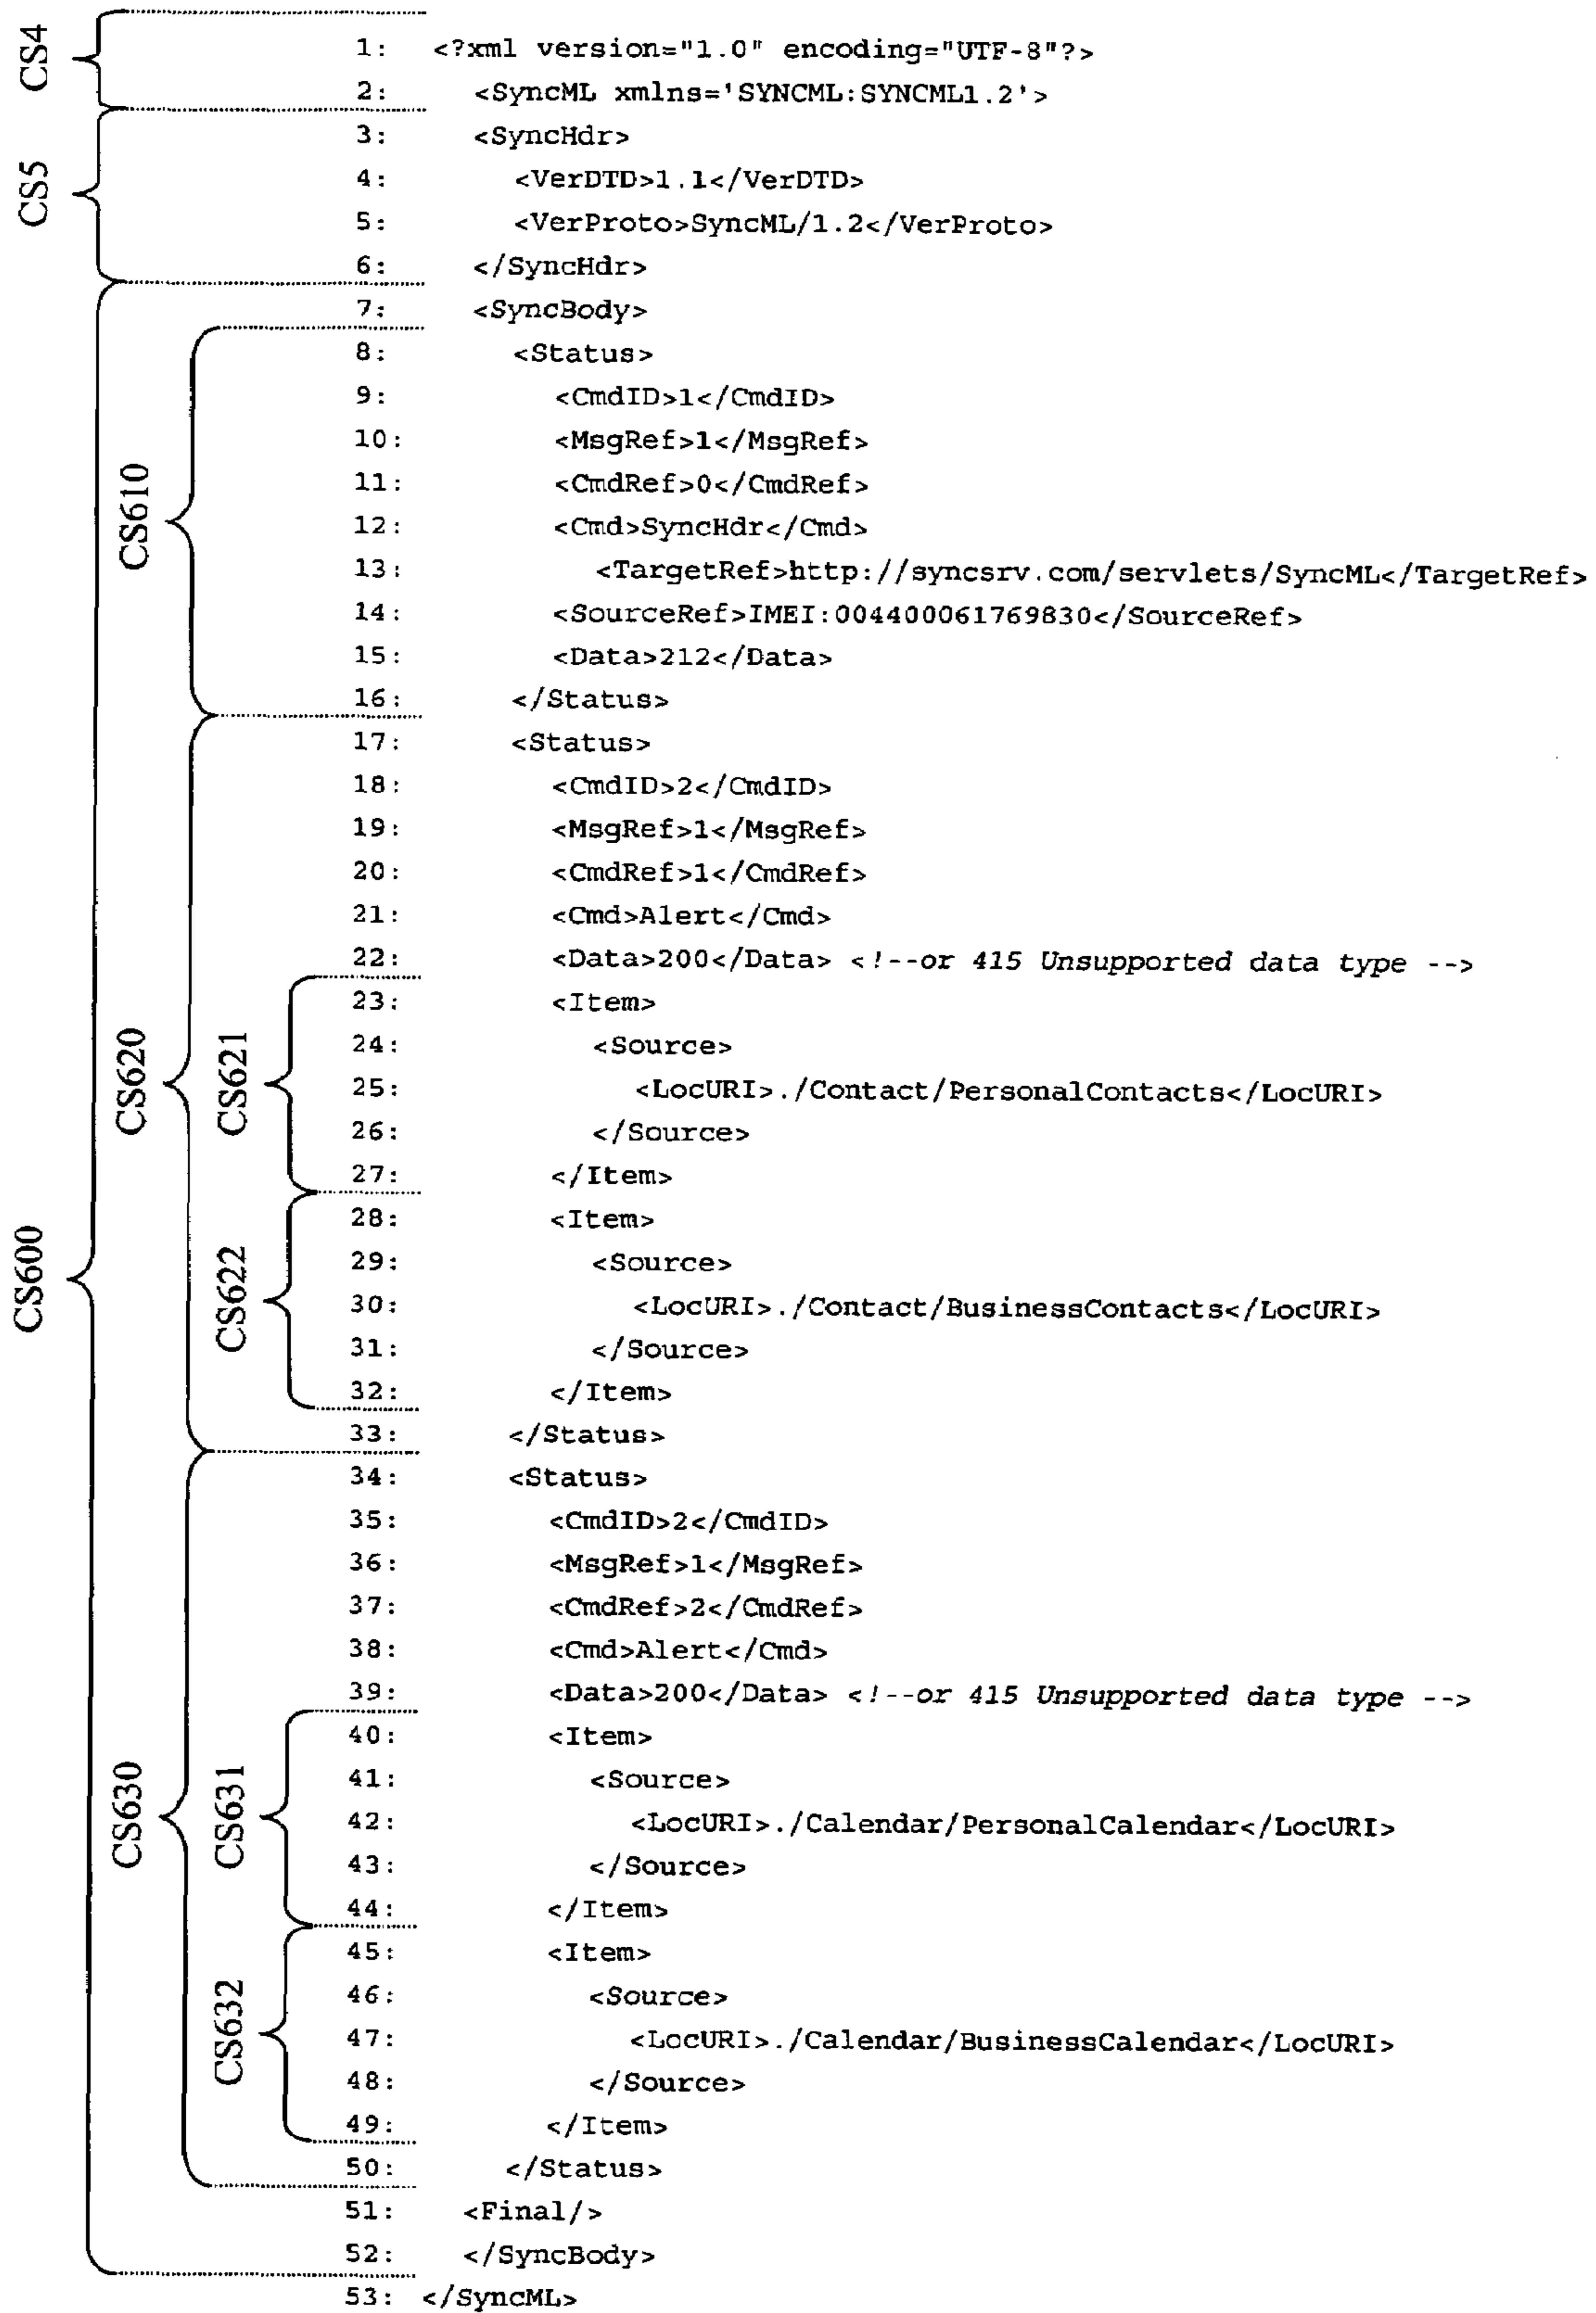 CS4
CS5
CS600
CS610
CS620
CS621
CS622
CS630
CS631
CS632
1: <?xml version="1.0" encoding="UTF-8"?>
2: <SyncML xmlns='SYNCML:SYNCML1.2'>
3: <SyncHdr>
4: <VerDTD>1.1</VerDTD>
5: <VerProto>SyncML/1.2</VerProto>
6: </SyncHdr>
7: <SyncBody>
8: <Status>
9: <CmdID>1</CmdID>
10: <MsgRef>1</MsgRef>
11: <CmdRef>0</CmdRef>
12: <Cmd>SyncHdr</Cmd>
13: <TargetRef>http://syncsrv.com/servlets/SyncML</TargetRef>
14: <SourceRef>IMEI:004400061769830</SourceRef>
15: <Data>212</Data>
16: </Status>
17: <Status>
18: <CmdID>2</CmdID>
19: <MsgRef>1</MsgRef>
20: <CmdRef>1</CmdRef>
21: <Cmd>Alert</Cmd>
22: <Data>200</Data> <!--or 415 Unsupported data type -->
23: <Item>
24: <Source>
25: <LocURI>./Contact/PersonalContacts</LocURI>
26: </Source>
27: </Item>
28: <Item>
29: <Source>
30: <LocURI>./Contact/BusinessContacts</LocURI>
31: </Source>
32: </Item>
33: </Status>
34: <Status>
35: <CmdID>2</CmdID>
36: <MsgRef>1</MsgRef>
37: <CmdRef>2</CmdRef>
38: <Cmd>Alert</Cmd>
39: <Data>200</Data> <!--or 415 Unsupported data type -->
40: <Item>
41: <Source>
42: <LocURI>./Calendar/PersonalCalendar</LocURI>
43: </Source>
44: </Item>
45: <Item>
46: <Source>
47: <LocURI>./Calendar/BusinessCalendar</LocURI>
48: </Source>
49: </Item>
50: </Status>
51: <Final/>
52: </SyncBody>
53: </SyncML>